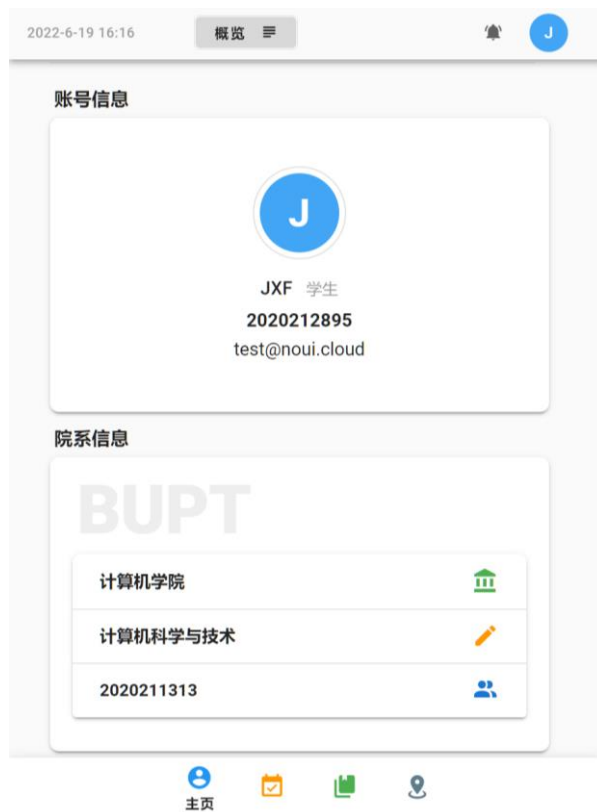 2022-6-19 16:16 概览 J
账号信息
J
JXF 学生
2020212895
test@noui.cloud
院系信息
BUPT
计算机学院
计算机科学与技术
2020211313
主页